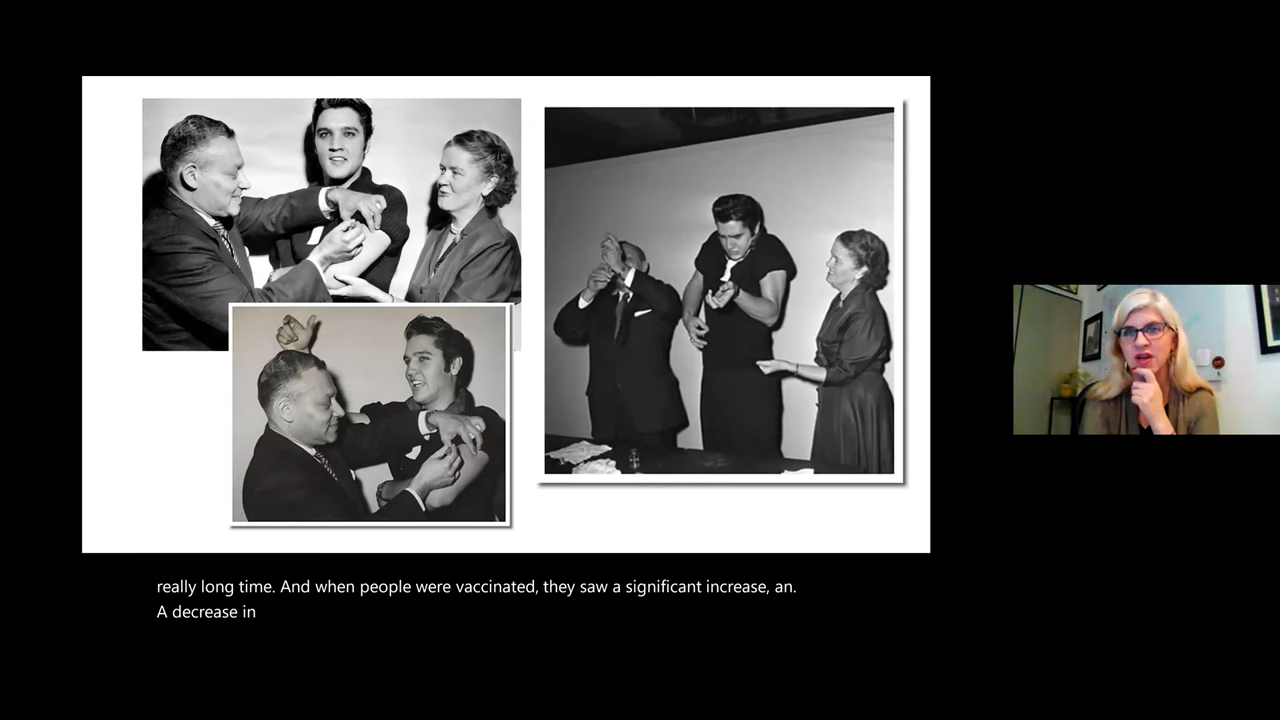 really long time. And when people were vaccinated, they saw a significant increase, an.
A decrease in